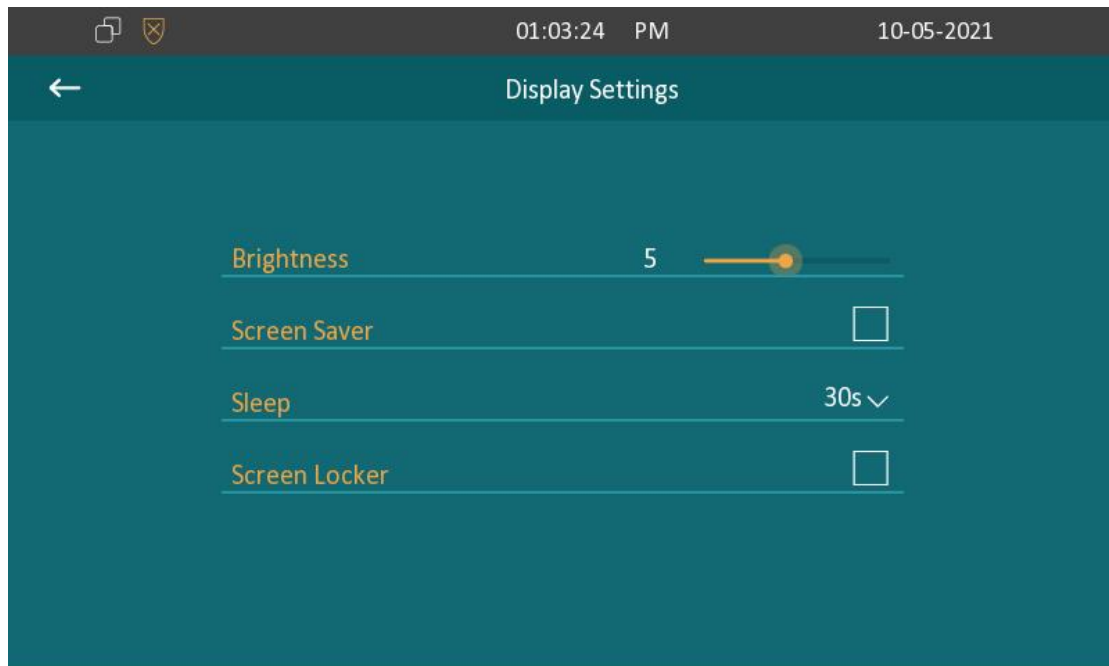 01:03:24 PM 10-05-2021
Display Settings
Brightness 5
Screen Saver
Sleep 30s
Screen Locker